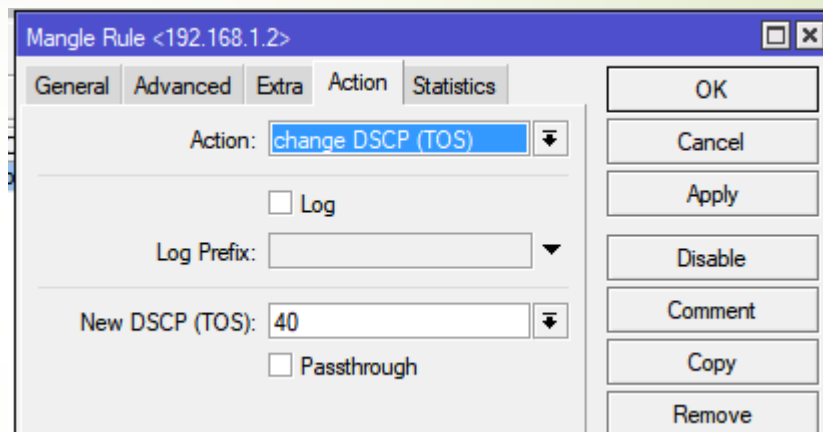 Mangle Rule <192.168.1.2>
General Advanced Extra Action Statistics
OK
Action: change DSCP (TOS)
Cancel
Log
Apply
Log Prefix:
Disable
New DSCP (TOS): 40
Comment
Passthrough
Copy
Remove